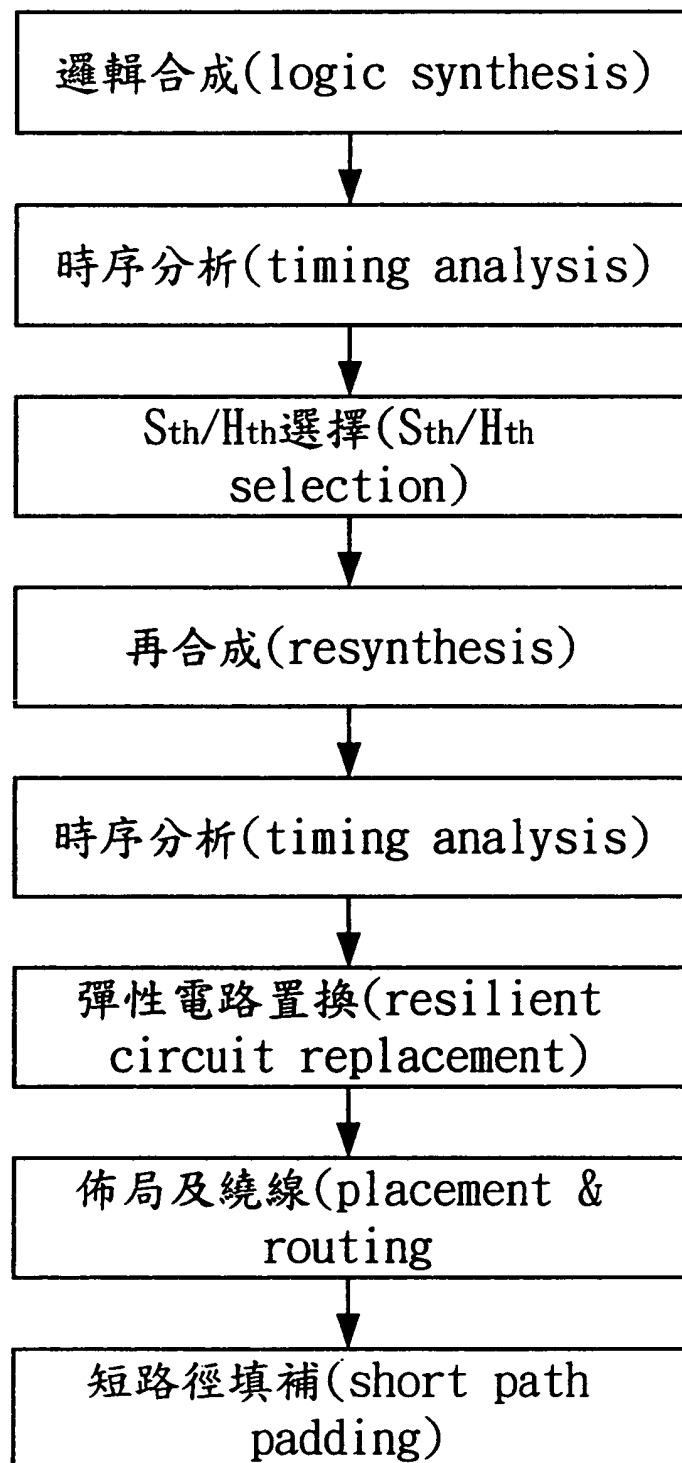 邏輯合成(logic synthesis)
時序分析(timing analysis)
Sth/Hth選擇(Sth/Hth
selection)
再合成(resynthesis)
時序分析(timing analysis)
彈性電路置換(resilient
circuit replacement)
佈局及繞線(placement &
routing
短路徑填補(short path
padding)